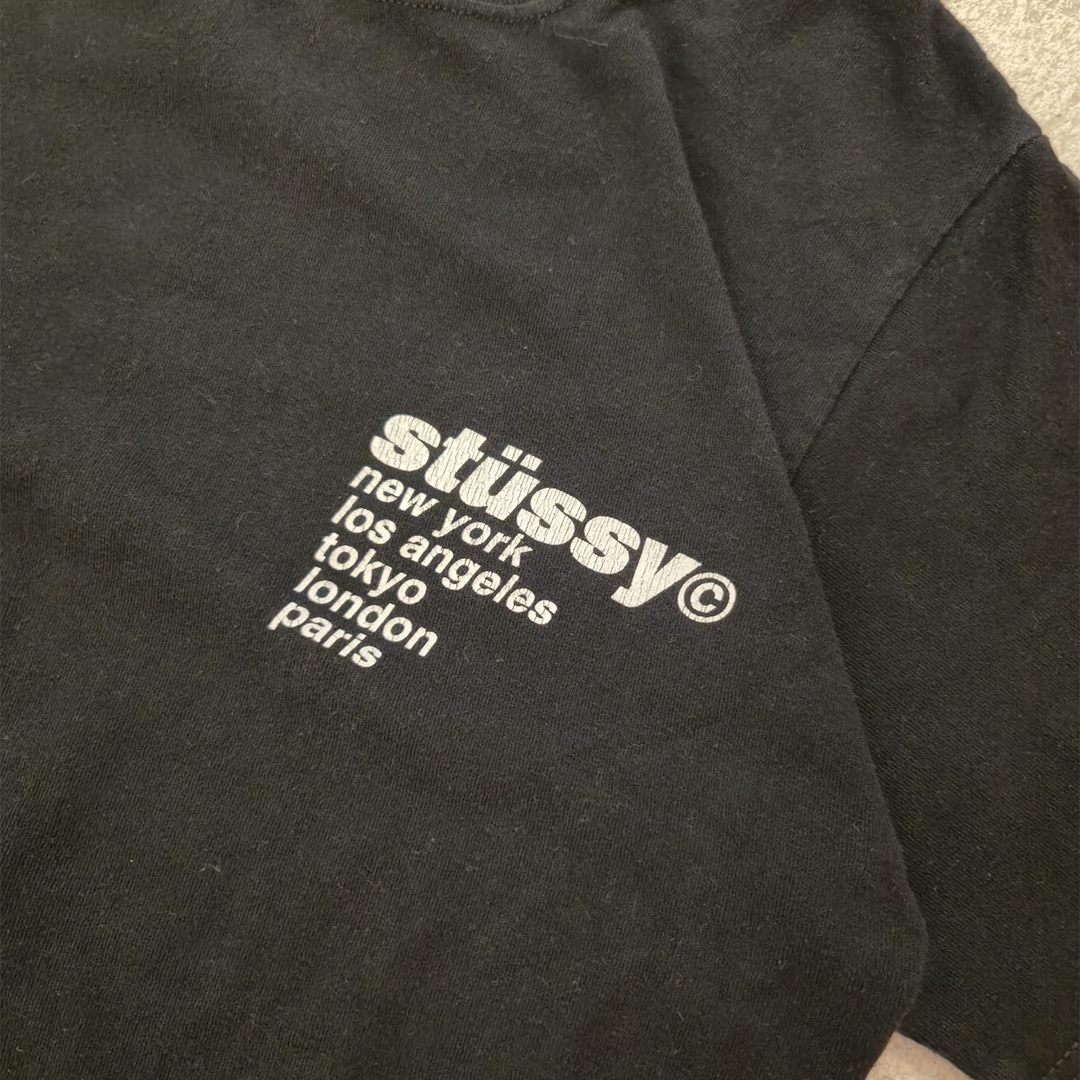 stüssy©
new york
los angeles
tokyo
london
paris